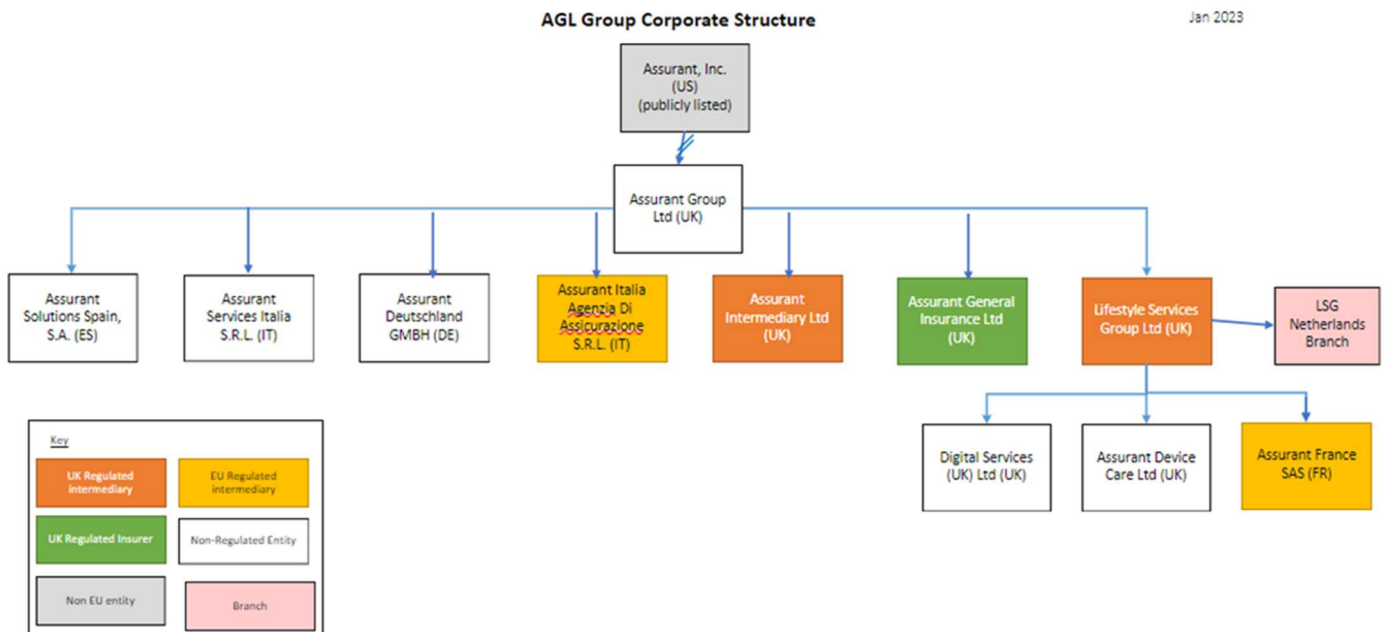 AGL Group Corporate Structure
Jan 2023
Assurant, Inc.
(US)
(publicly listed)
Assurant Group
Ltd (UK)
Assurant
Solutions Spain,
S.A. (ES)
Assurant
Services Italia
S.R.L. (IT)
Assurant
Deutschland
GMBH (DE)
Assurant Italia
Agenzia Di
Assicurazione
S.R.L. (IT)
Assurant
Intermediary Ltd
(UK)
Assurant General
Insurance Ltd
(UK)
Lifestyle Services
Group Ltd (UK)
LSG
Netherlands
Branch
Digital Services
(UK) Ltd (UK)
Assurant Device
Care Ltd (UK)
Assurant France
SAS (FR)
Key
UK Regulated
intermediary
EU Regulated
intermediary
UK Regulated Insurer
Non-Regulated Entity
Non EU entity
Branch